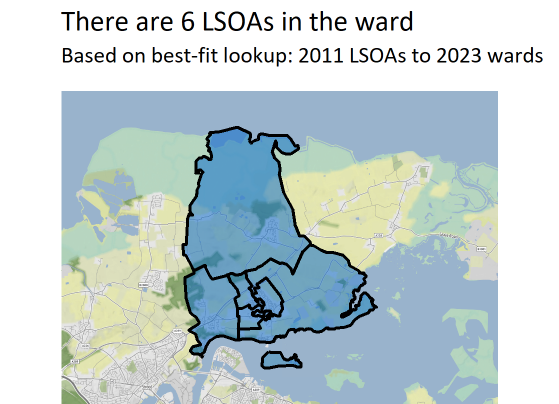 There are 6 LSOAs in the ward
Based on best-fit lookup: 2011 LSOAs to 2023 wards